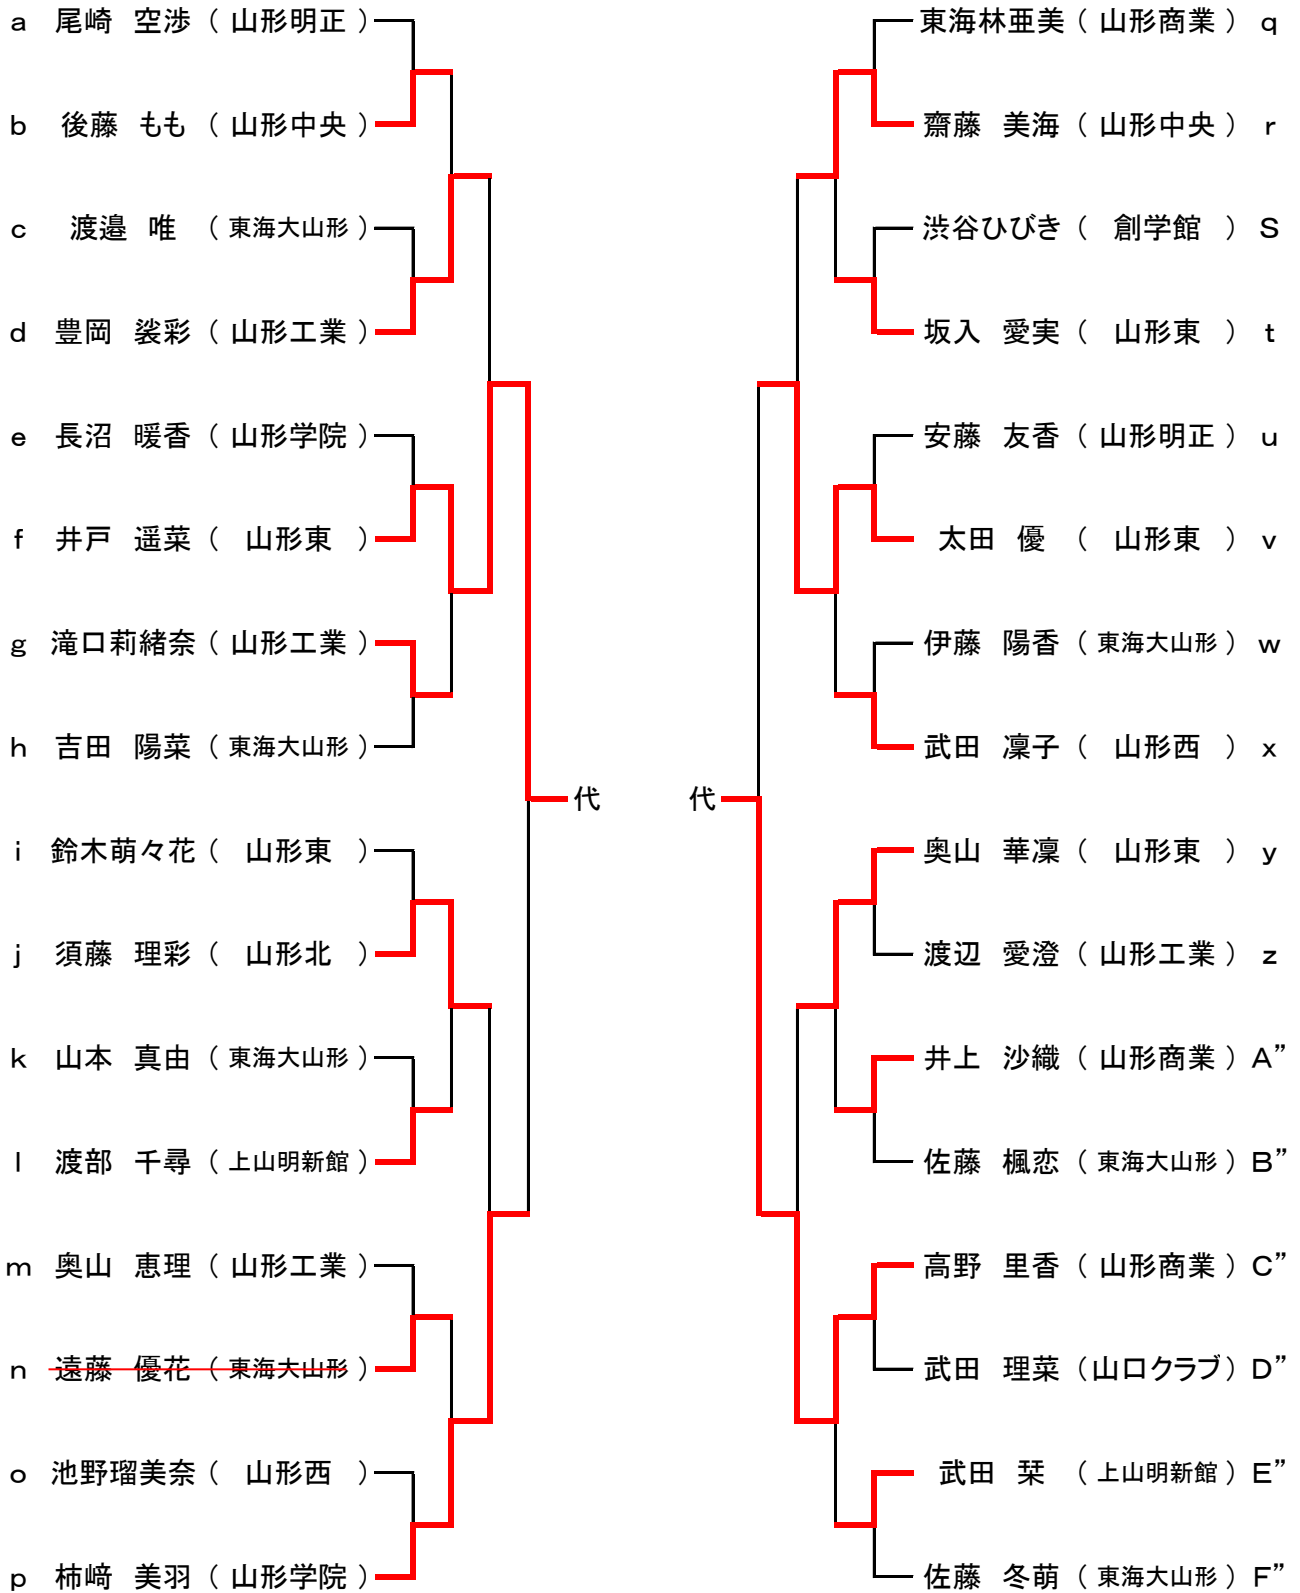 a 尾崎 空渉 ( 山形明正 )
b 後藤 もも ( 山形中央 )
c 渡邉 唯 ( 東海大山形 )
d 豊岡 袋彩 ( 山形工業 )
e 長沼 暖香 ( 山形学院 )
f 井戸 遥菜 ( 山形東 )
g 滝口莉緒奈 ( 山形工業 )
h 吉田 陽菜 ( 東海大山形 )
代
i 鈴木萌々花 ( 山形東 )
j 須藤 理彩 ( 山形北 )
k 山本 真由 ( 東海大山形 )
l 渡部 千尋 ( 上山明新館 )
m 奥山 恵理 ( 山形工業 )
n 遠藤 優花 ( 東海大山形 )
o 池野瑠美奈 ( 山形西 )
p 柿﨑 美羽 ( 山形学院 )
東海林亜美 ( 山形商業 ) q
齋藤 美海 ( 山形中央 ) r
渋谷ひびき ( 創学館 ) S
坂入 愛実 ( 山形東 ) t
安藤 友香 ( 山形明正 ) u
太田 優 ( 山形東 ) v
伊藤 陽香 ( 東海大山形 ) w
武田 凜子 ( 山形西 ) x
代
奥山 華凜 ( 山形東 ) y
渡辺 愛澄 ( 山形工業 ) z
井上 沙織 ( 山形商業 ) A”
佐藤 楓恋 ( 東海大山形 ) B”
高野 里香 ( 山形商業 ) C”
武田 理菜 (山口クラブ) D”
武田 栞 ( 上山明新館 ) E”
佐藤 冬萌 ( 東海大山形 ) F”